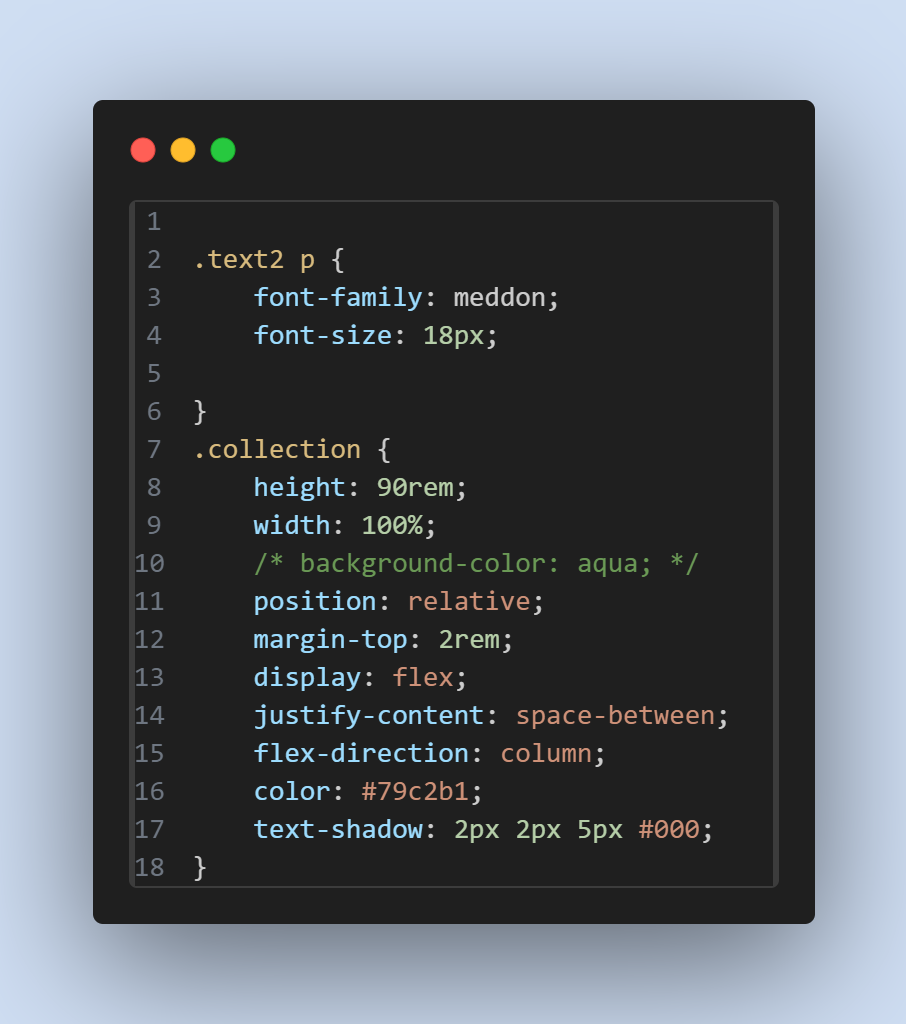 1
2 .text2 p {
3     font-family: meddon;
4     font-size: 18px;
5
6 }
7 .collection {
8     height: 90rem;
9     width: 100%;
10     /* background-color: aqua; */
11     position: relative;
12     margin-top: 2rem;
13     display: flex;
14     justify-content: space-between;
15     flex-direction: column;
16     color: #79c2b1;
17     text-shadow: 2px 2px 5px #000;
18 }